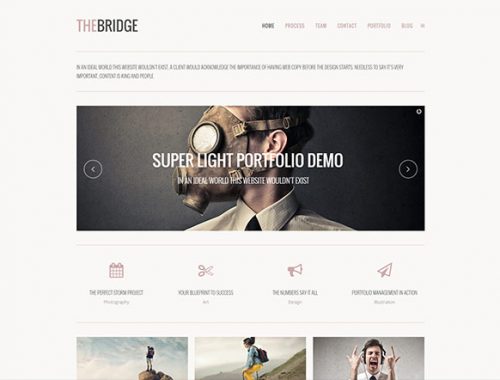 THEBRIDGE
HOME PROCESS TEAM CONTACT PORTFOLIO BLOG
IN AN IDEAL WORLD THIS WEBSITE WOULDN'T EXIST, A CLIENT WOULD ACKNOWLEDGE THE IMPORTANCE OF HAVING WEB COPY BEFORE THE DESIGN STARTS. NEEDLESS TO SAY IT'S VERY
IMPORTANT, CONTENT IS KING AND PEOPLE
SUPER LIGHT PORTFOLIO DEMO
IN AN IDEAL WORLD THIS WEBSITE WOULDN'T EXIST
THE PERFECT STORM PROJECT
Photography
YOUR BLUEPRINT TO SUCCESS
Art
THE NUMBERS SAY IT ALL
Design
PORTFOLIO MANAGEMENT IN ACTION
Illustration